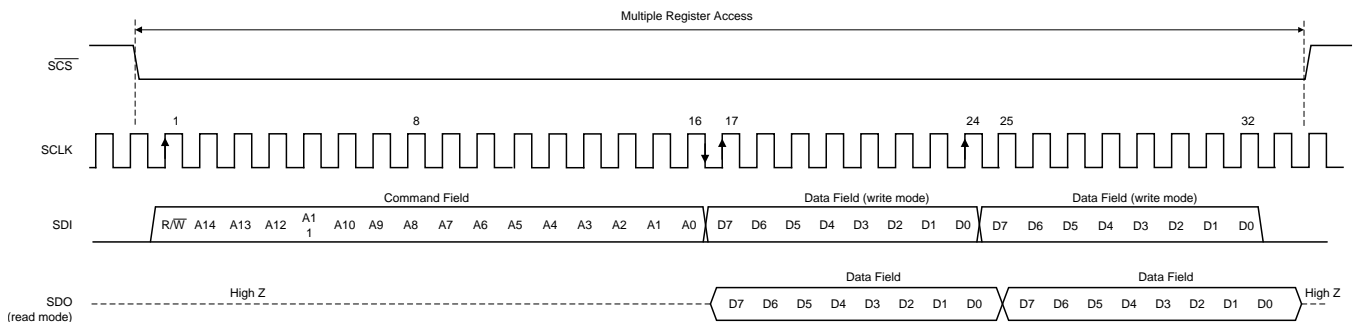 Multiple Register Access
SCS
1 8 16 17 24 25 32
SCLK
Command Field Data Field (write mode) Data Field (write mode)
SDI R/W A14 A13 A12 A1 1 A10 A9 A8 A7 A6 A5 A4 A3 A2 A1 A0 D7 D6 D5 D4 D3 D2 D1 D0 D7 D6 D5 D4 D3 D2 D1 D0
Data Field Data Field
High Z High Z
SDO D7 D6 D5 D4 D3 D2 D1 D0 D7 D6 D5 D4 D3 D2 D1 D0
(read mode)